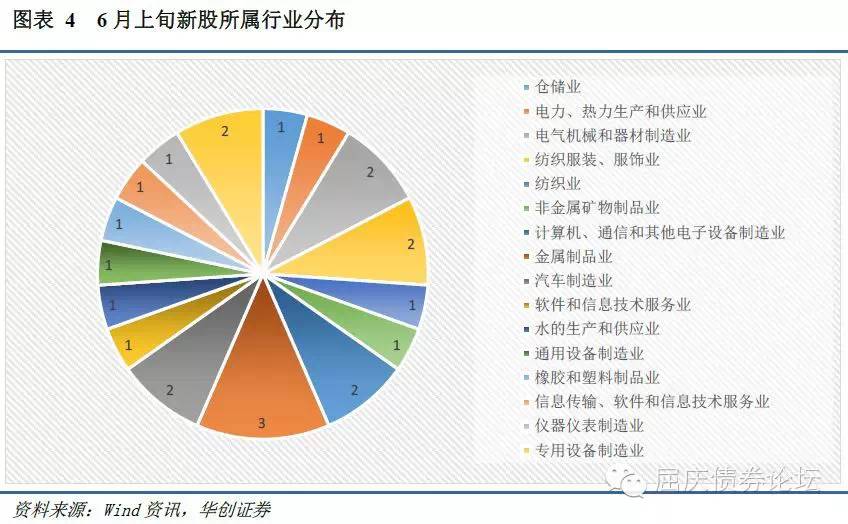 图表 4 6 月上旬新股所属行业分布
1
1
2
2
1
1
2
3
2
1
1
1
1
1
1
2
仓储业
电力、热力生产和供应业
电气机械和器材制造业
纺织服装、服饰业
纺织业
非金属矿物制品业
计算机、通信和其他电子设备制造业
金属制品业
汽车制造业
软件和信息技术服务业
水的生产和供应业
通用设备制造业
橡胶和塑料制品业
信息传输、软件和信息技术服务业
仪器仪表制造业
专用设备制造业
屈庆债券论坛
资料来源：Wind 资讯，华创证券